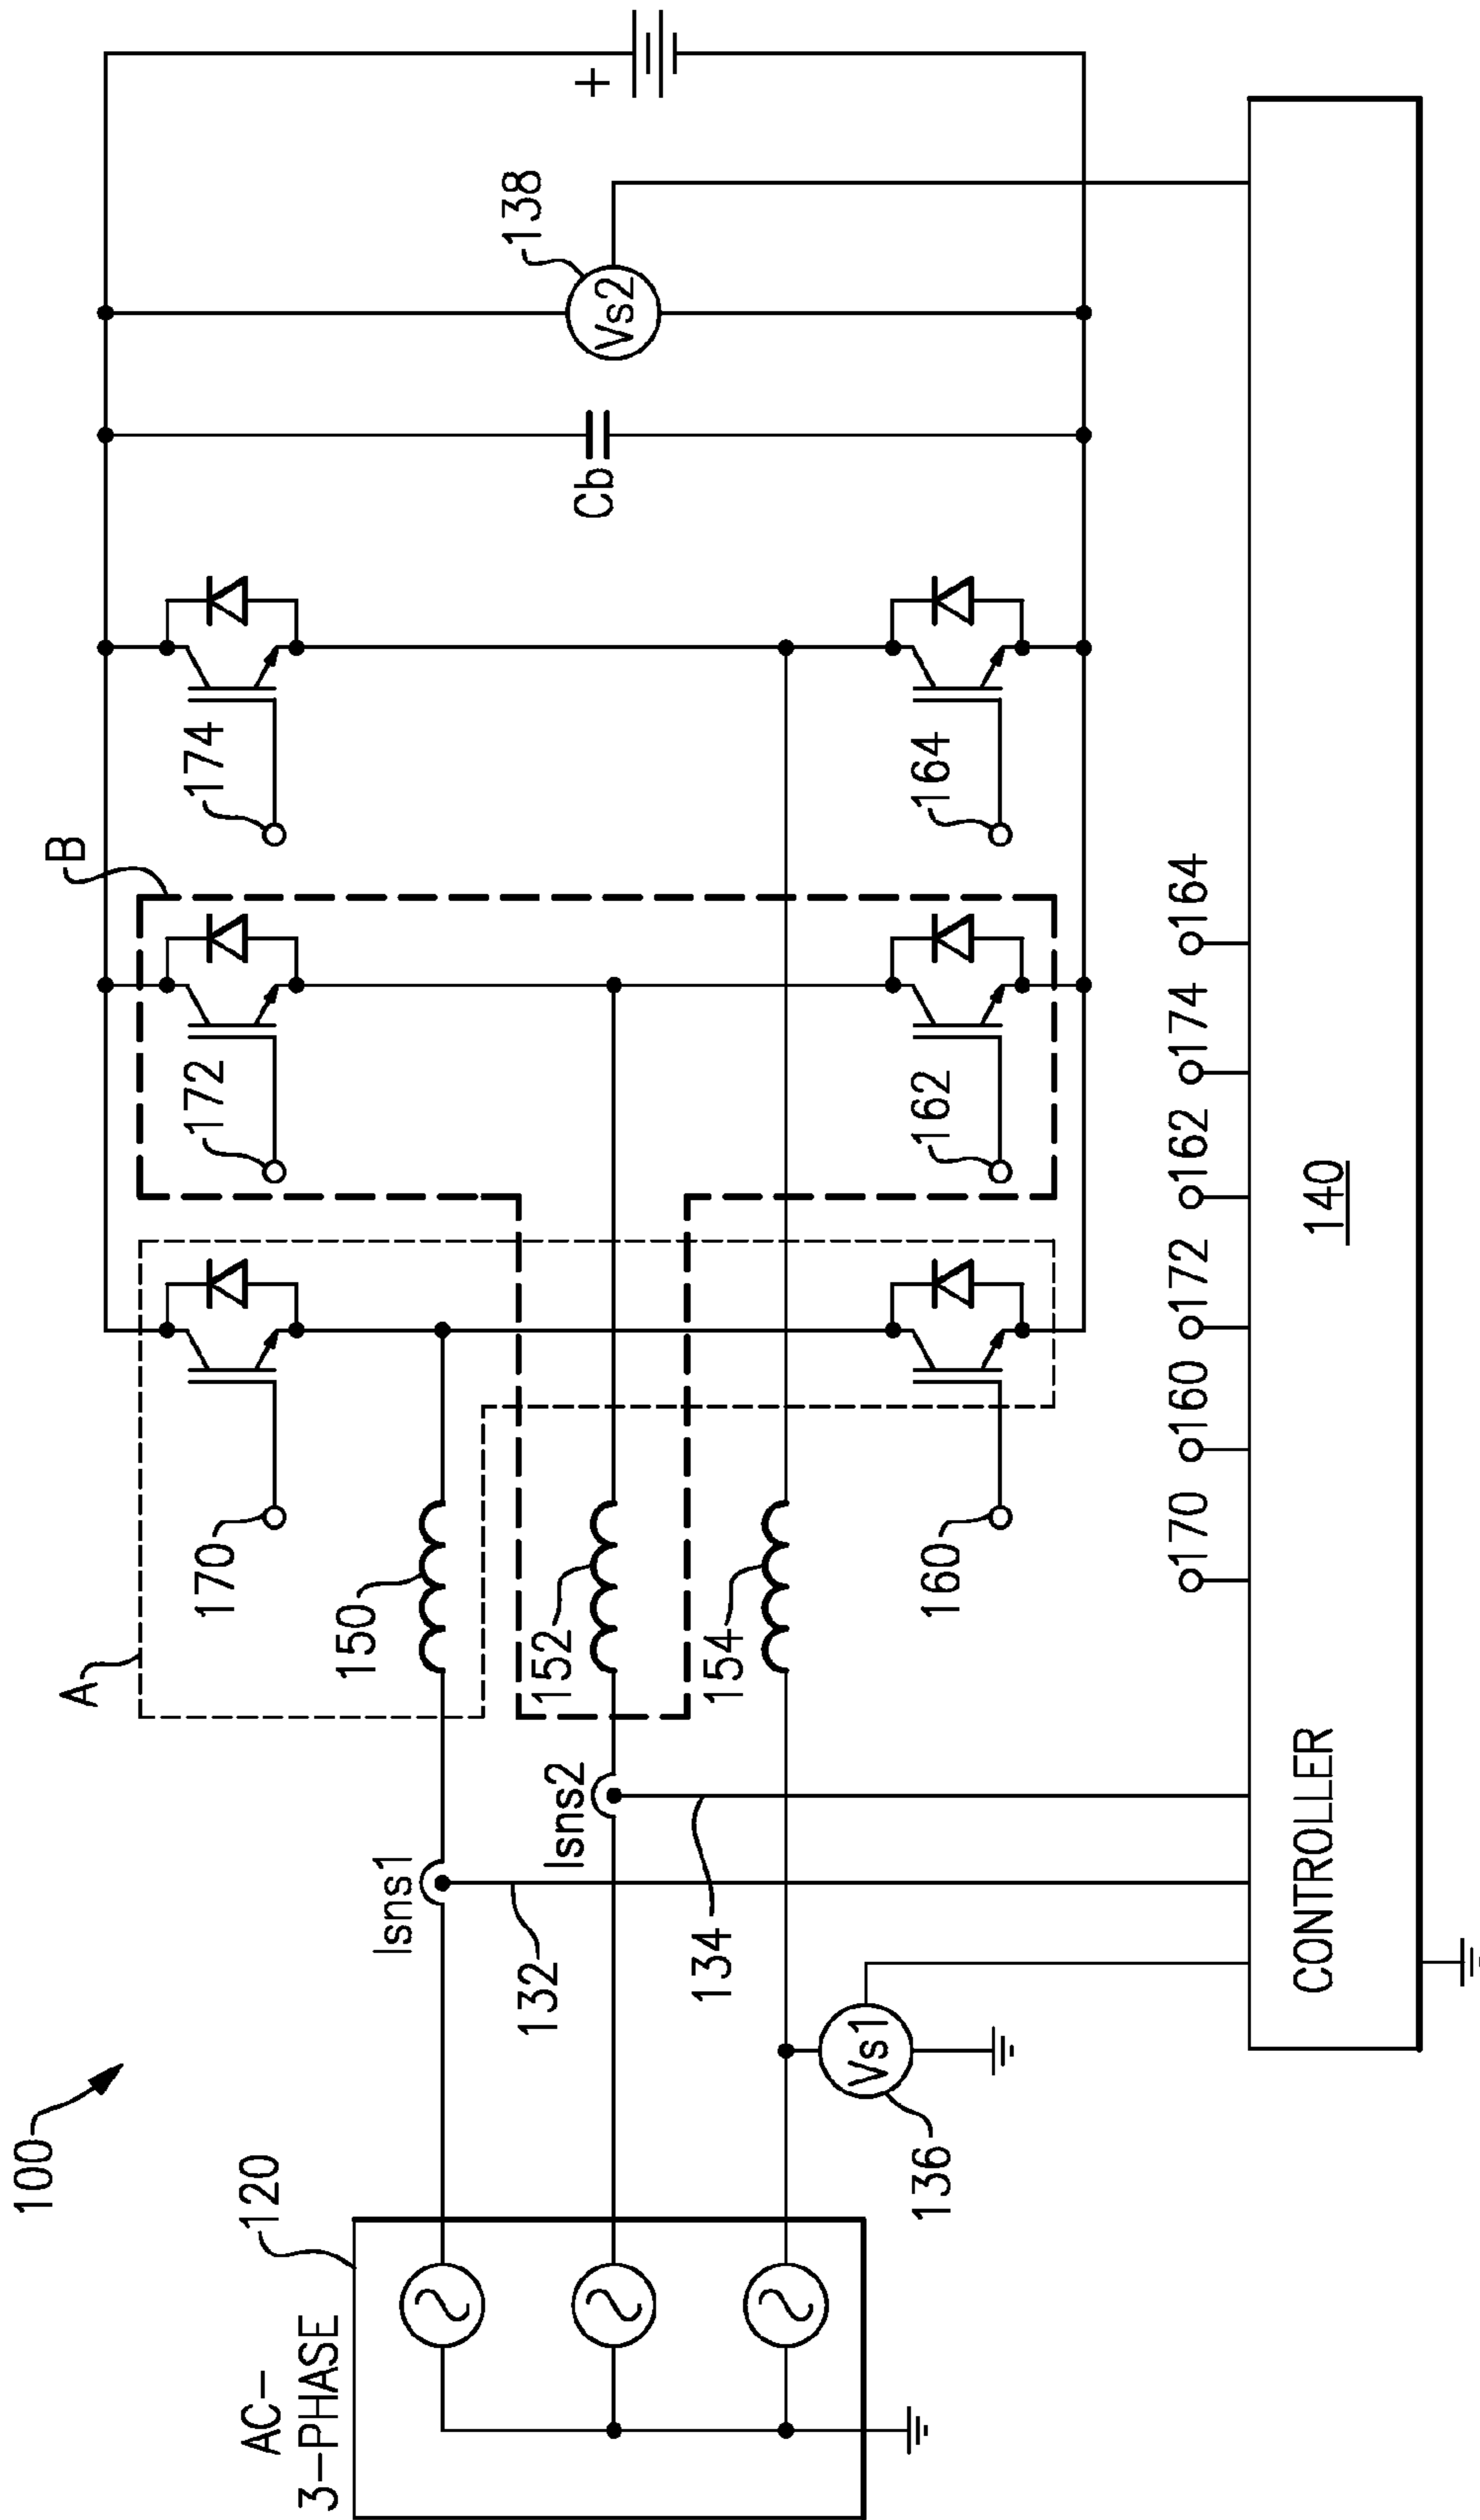 100
AC-
3-PHASE
120
Isns1
132
Isns2
134
Vs1
136
A
170
150
152
154
160
B
172
162
174
164
Cb
Vs2
138
+
170
160
172
162
174
164
CONTROLLER
140